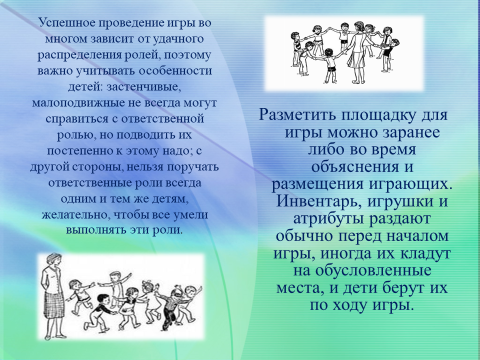 Успешное проведение игры во
многом зависит от удачного
распределения ролей, поэтому
важно учитывать особенности
детей: застенчивые,
малоподвижные не всегда могут
справиться с ответственной
ролью, но подводить их
постепенно к этому надо; с
другой стороны, нельзя поручать
ответственные роли всегда
одним и тем же детям,
желательно, чтобы все умели
выполнять эти роли.
Разметить площадку для
игры можно заранее
либо во время
объяснения и
размещения играющих.
Инвентарь, игрушки и
атрибуты раздают
обычно перед началом
игры, иногда их кладут
на обусловленные
места, и дети берут их
по ходу игры.